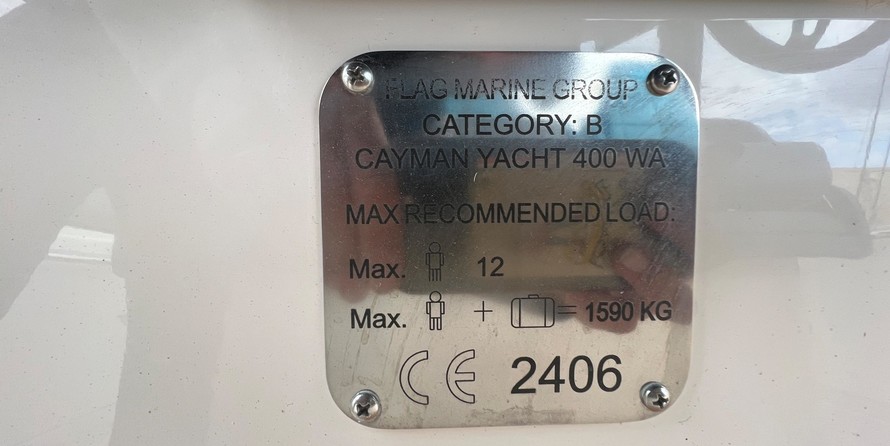 FLAG MARINE GROUP
CATEGORY: B
CAYMAN YACHT 400 WA
MAX RECOMMENDED LOAD:
Max. 12
Max. + = 1590 KG
CE 2406